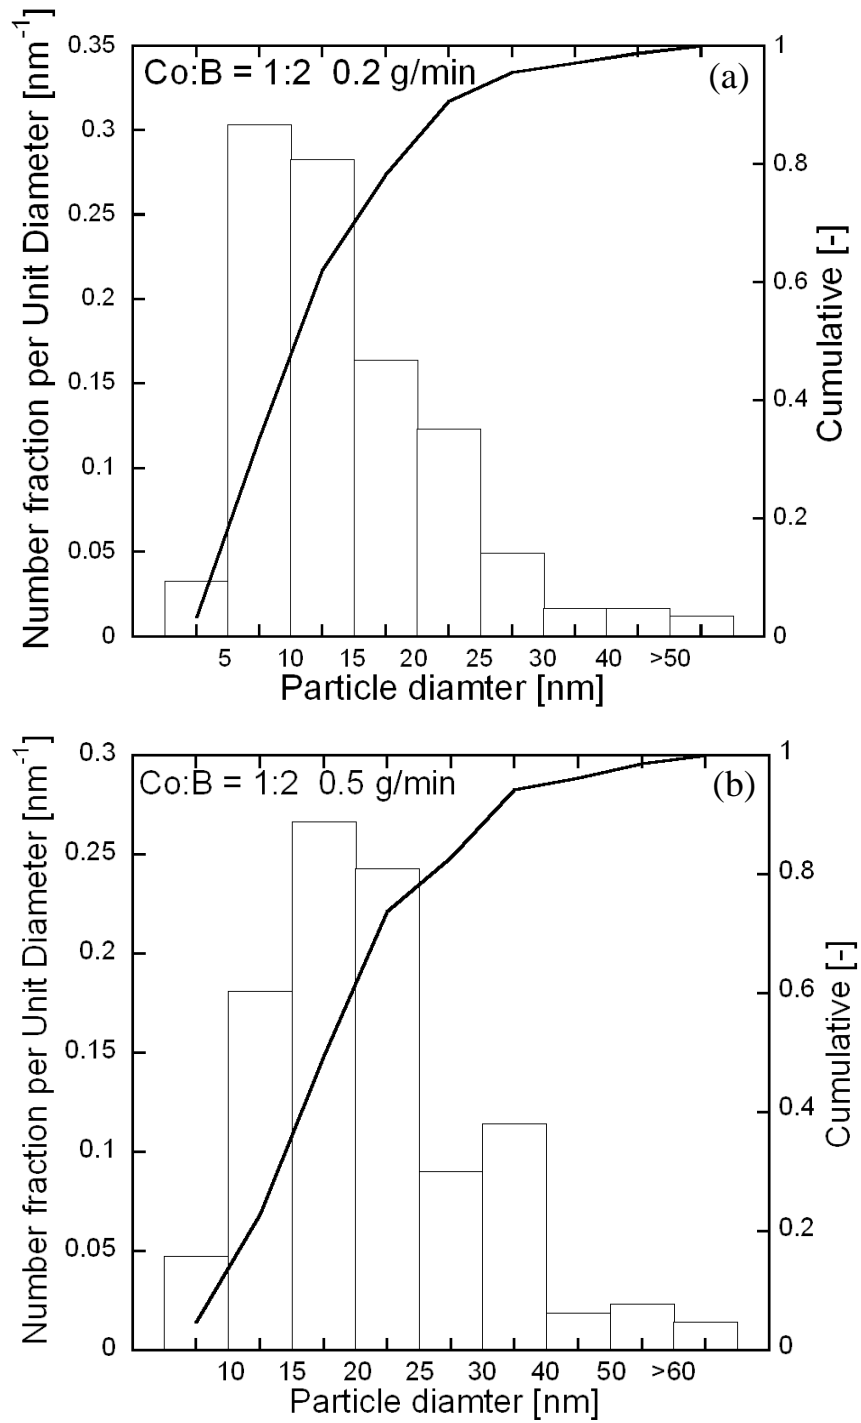 Co:B = 1:2 0.2 g/min
(a)
Number fraction per Unit Diameter [nm⁻¹]
0.35
0.3
0.25
0.2
0.15
0.1
0.05
0
1
0.8
0.6
0.4
0.2
0
Cumulative [-]
5 10 15 20 25 30 40 >50
Particle diamter [nm]
Co:B = 1:2 0.5 g/min
(b)
Number fraction per Unit Diameter [nm⁻¹]
0.3
0.25
0.2
0.15
0.1
0.05
0
1
0.8
0.6
0.4
0.2
0
Cumulative [-]
10 15 20 25 30 40 50 >60
Particle diamter [nm]